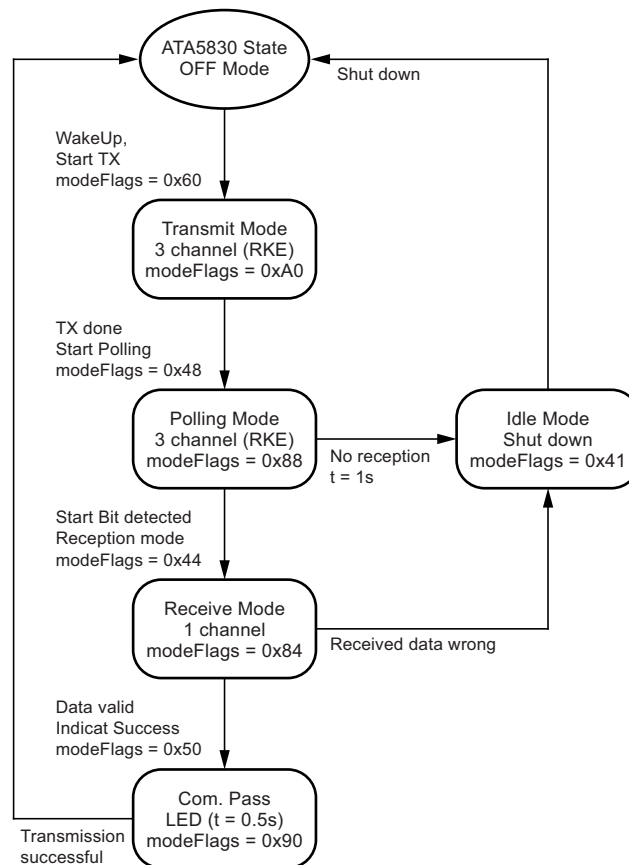 ATA5830 State
OFF Mode
Shut down
WakeUp,
Start TX
modeFlags = 0x60
Transmit Mode
3 channel (RKE)
modeFlags = 0xA0
TX done
Start Polling
modeFlags = 0x48
Polling Mode
3 channel (RKE)
modeFlags = 0x88
No reception
t = 1s
Idle Mode
Shut down
modeFlags = 0x41
Start Bit detected
Reception mode
modeFlags = 0x44
Receive Mode
1 channel
modeFlags = 0x84
Received data wrong
Data valid
Indicat Success
modeFlags = 0x50
Com. Pass
LED (t = 0.5s)
modeFlags = 0x90
Transmission
successful